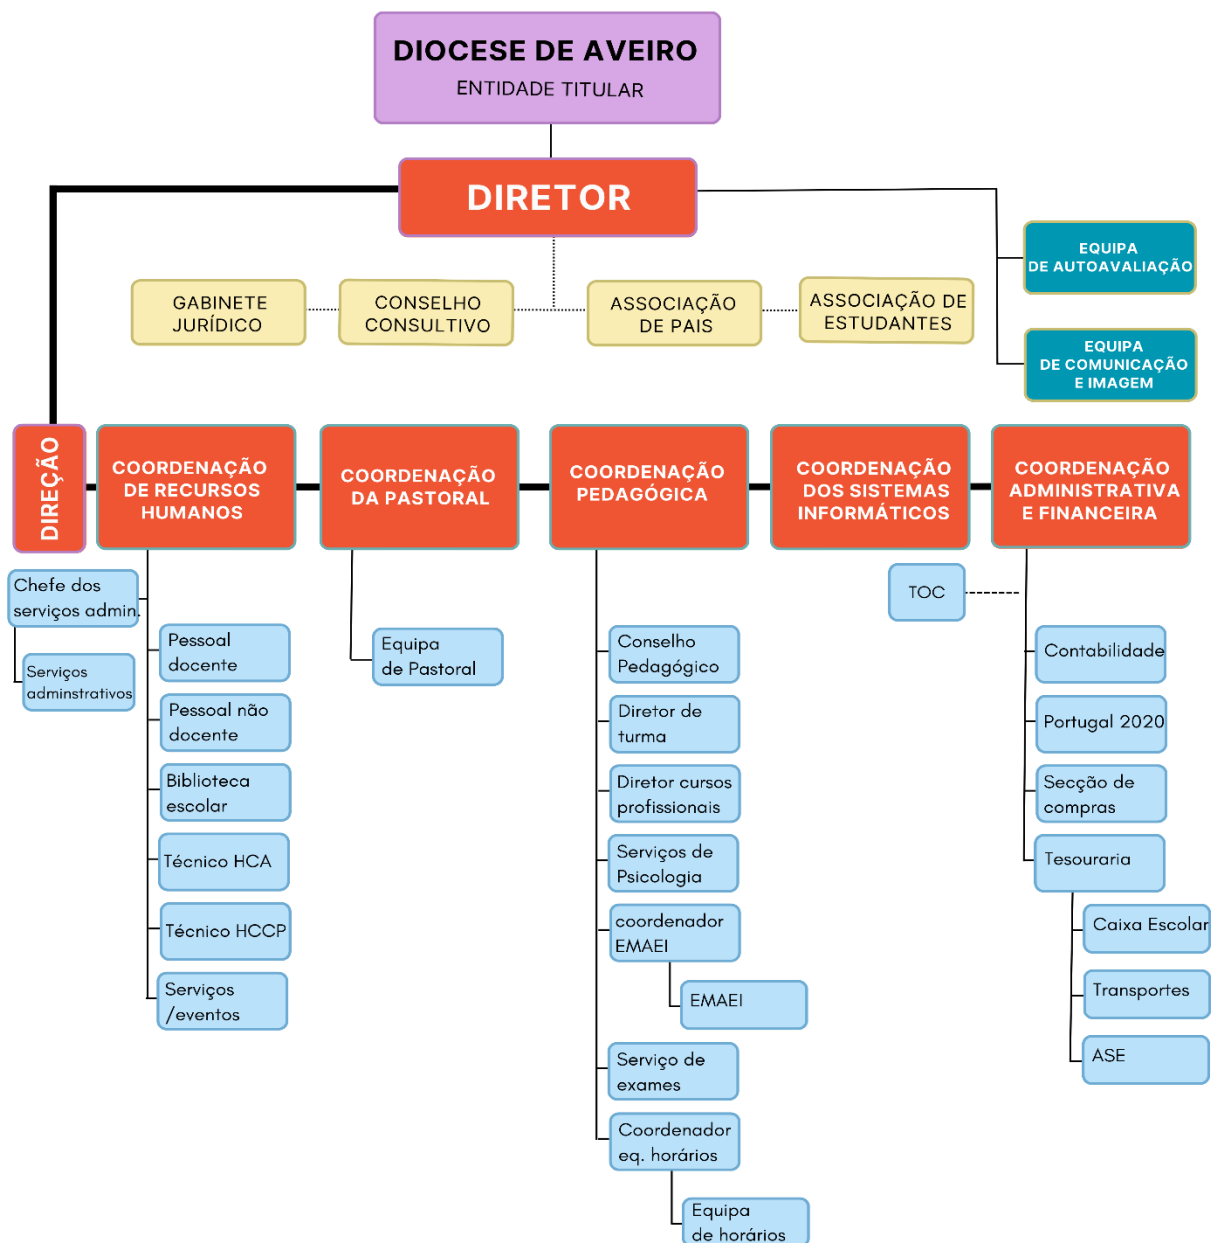 DIOCESE DE AVEIRO
ENTIDADE TITULAR
DIRETOR
EQUIPA
DE AUTOAVALIAÇÃO
GABINETE
JURÍDICO
CONSELHO
CONSULTIVO
ASSOCIAÇÃO
DE PAIS
ASSOCIAÇÃO DE
ESTUDANTES
EQUIPA
DE COMUNICAÇÃO
E IMAGEM
DIREÇÃO
COORDENAÇÃO
DE RECURSOS
HUMANOS
COORDENAÇÃO
DA PASTORAL
COORDENAÇÃO
PEDAGÓGICA
COORDENAÇÃO
DOS SISTEMAS
INFORMÁTICOS
COORDENAÇÃO
ADMINISTRATIVA
E FINANCEIRA
Chefe dos
serviços admin.
Serviços
adminstrativos
Pessoal
docente
Pessoal não
docente
Biblioteca
escolar
Técnico HCA
Técnico HCCP
Serviços
/eventos
Equipa
de Pastoral
Conselho
Pedagógico
Diretor de
turma
Diretor cursos
profissionais
Serviços de
Psicologia
coordenador
EMAEI
EMAEI
Serviço de
exames
Coordenador
eq. horários
Equipa
de horários
TOC
Contabilidade
Portugal 2020
Secção de
compras
Tesouraria
Caixa Escolar
Transportes
ASE